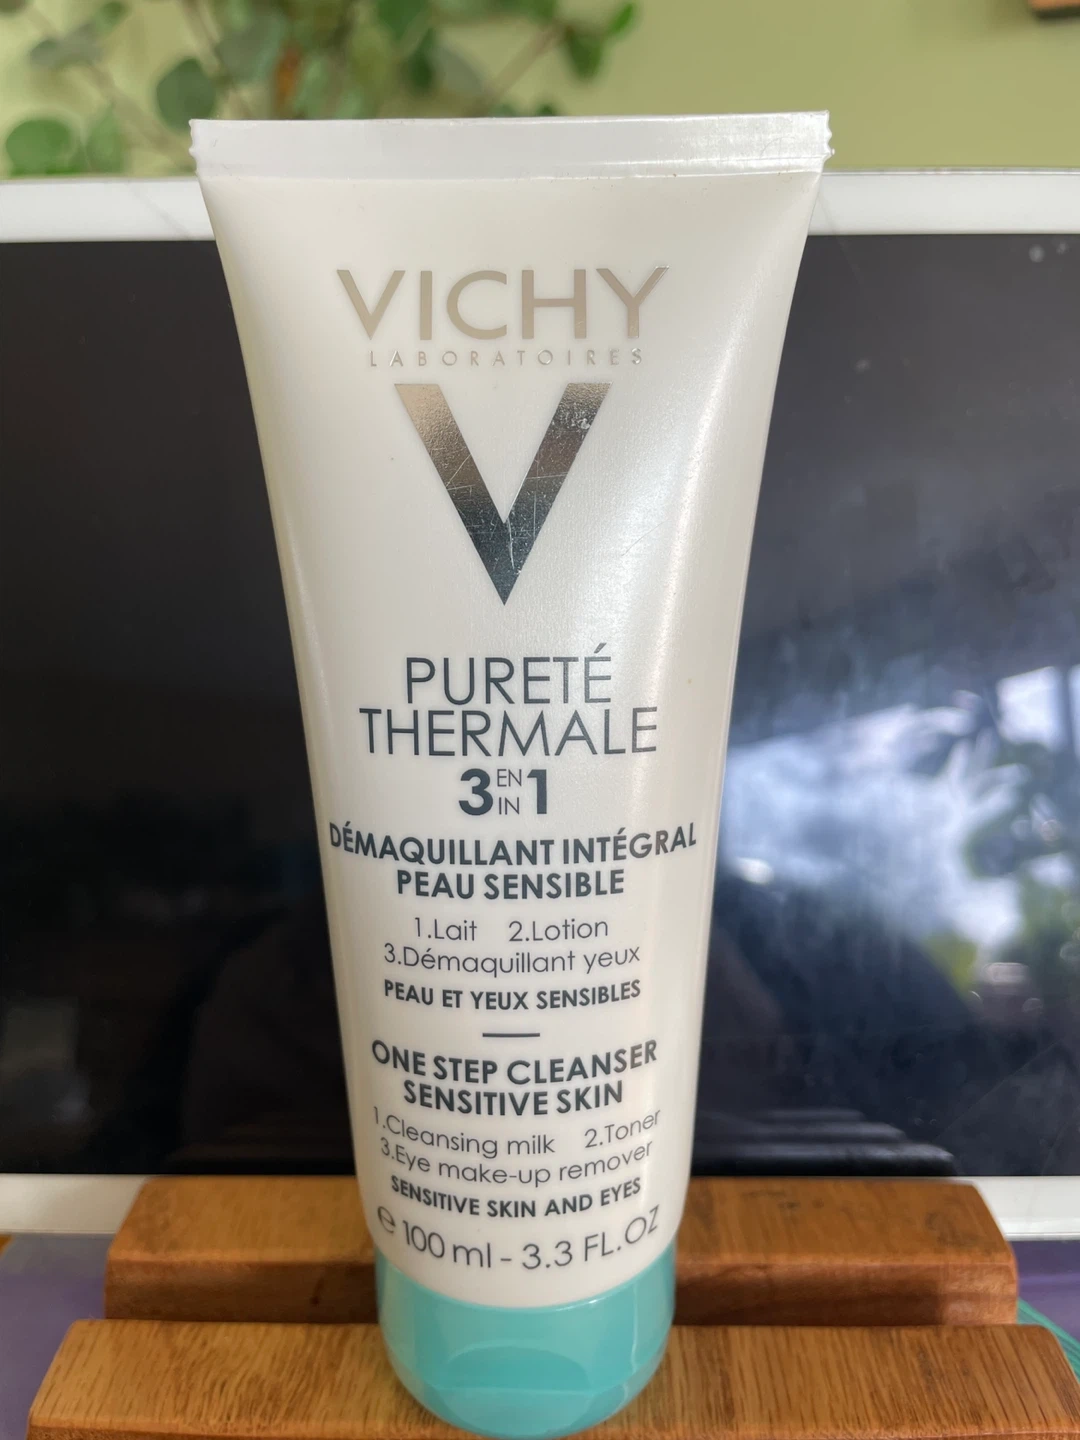 VICHY
LABORATOIRES
V
PURETÉ
THERMALE
3 EN IN 1
DÉMAQUILLANT INTÉGRAL
PEAU SENSIBLE
1.Lait 2.Lotion
3.Démaquillant yeux
PEAU ET YEUX SENSIBLES
ONE STEP CLEANSER
SENSITIVE SKIN
1.Cleansing milk 2.Toner
3.Eye make-up remover
SENSITIVE SKIN AND EYES
℮ 100 ml - 3.3 FL.OZ